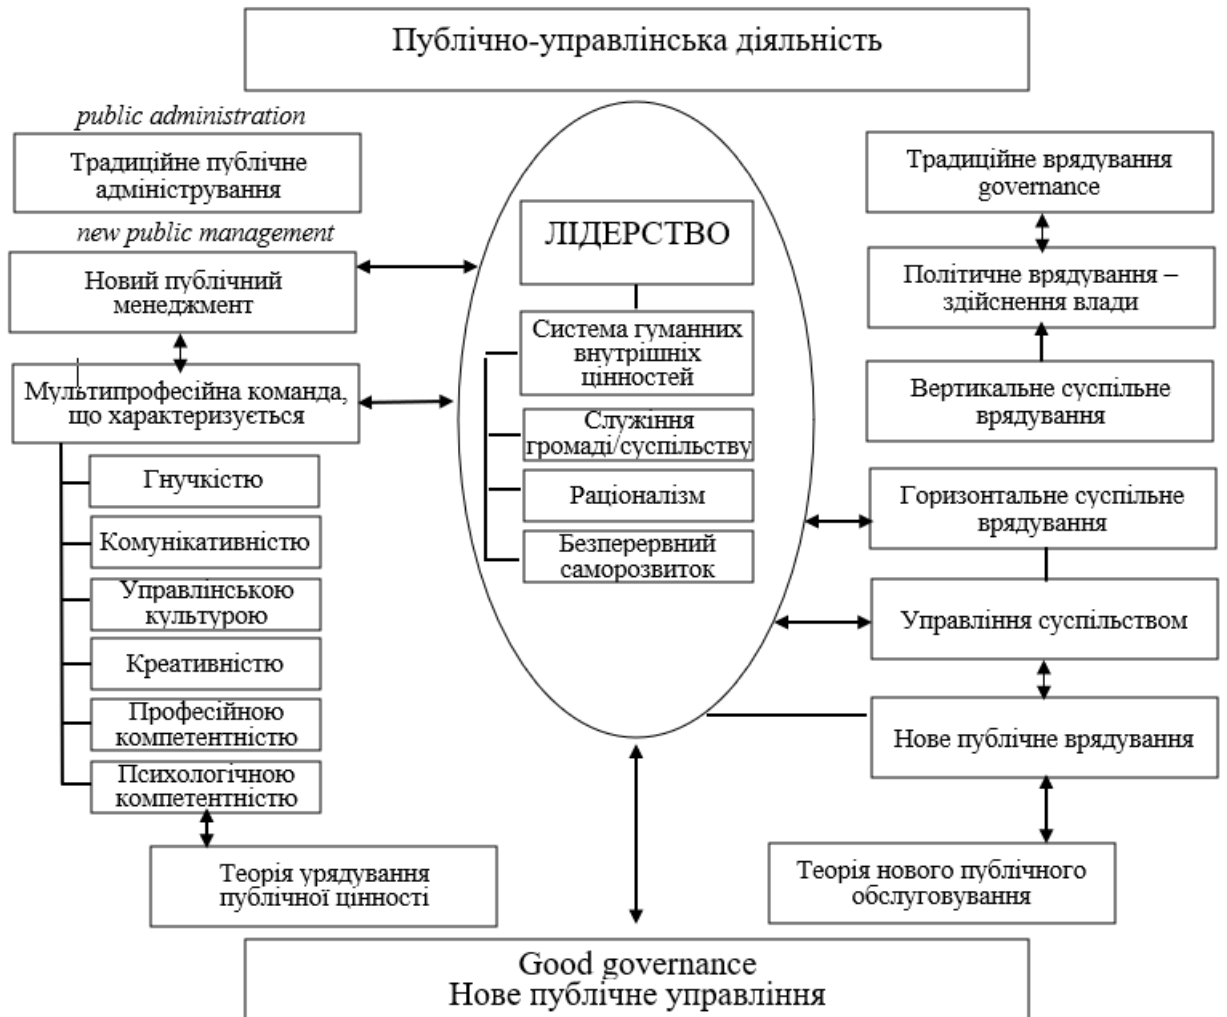 Публічно-управлінська діяльність
public administration
Традиційне публічне
адміністрування
new public management
Новий публічний
менеджмент
Мультипрофесійна команда,
що характеризується
Гнучкістю
Комунікативністю
Управлінською
культурою
Креативністю
Професійною
компетентністю
Психологічною
компетентністю
Теорія урядування
публічної цінності
ЛІДЕРСТВО
Система гуманних
внутрішніх
цінностей
Служіння
громаді/суспільству
Раціоналізм
Безперервний
саморозвиток
Традиційне врядування
governance
Політичне врядування –
здійснення влади
Вертикальне суспільне
врядування
Горизонтальне суспільне
врядування
Управління суспільством
Нове публічне врядування
Теорія нового публічного
обслуговування
Good governance
Нове публічне управління